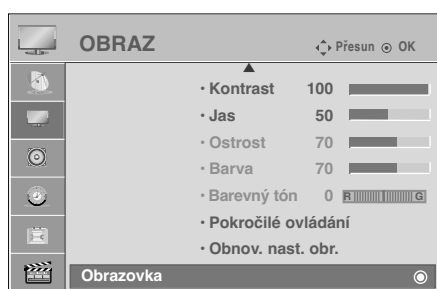 OBRAZ Přesun OK
• Kontrast 100
• Jas 50
• Ostrost 70
• Barva 70
• Barevný tón 0 R G
• Pokročilé ovládání
• Obnov. nast. obr.
Obrazovka